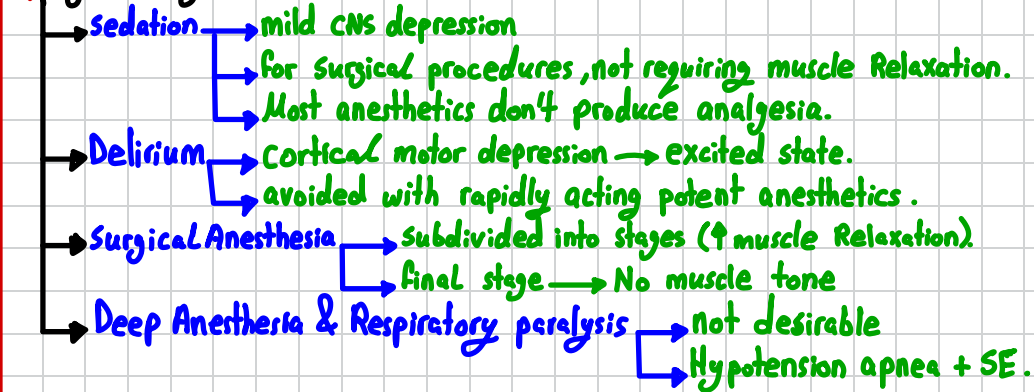 sedation → mild CNS depression
→ for surgical procedures, not requiring muscle Relaxation.
→ Most anesthetics don't produce analgesia.
Delirium → cortical motor depression → excited state.
→ avoided with rapidly acting potent anesthetics.
Surgical Anesthesia → subdivided into stages (↑ muscle Relaxation).
→ final stage → No muscle tone
Deep Anesthesia & Respiratory paralysis → not desirable
→ Hypotension apnea + SE.